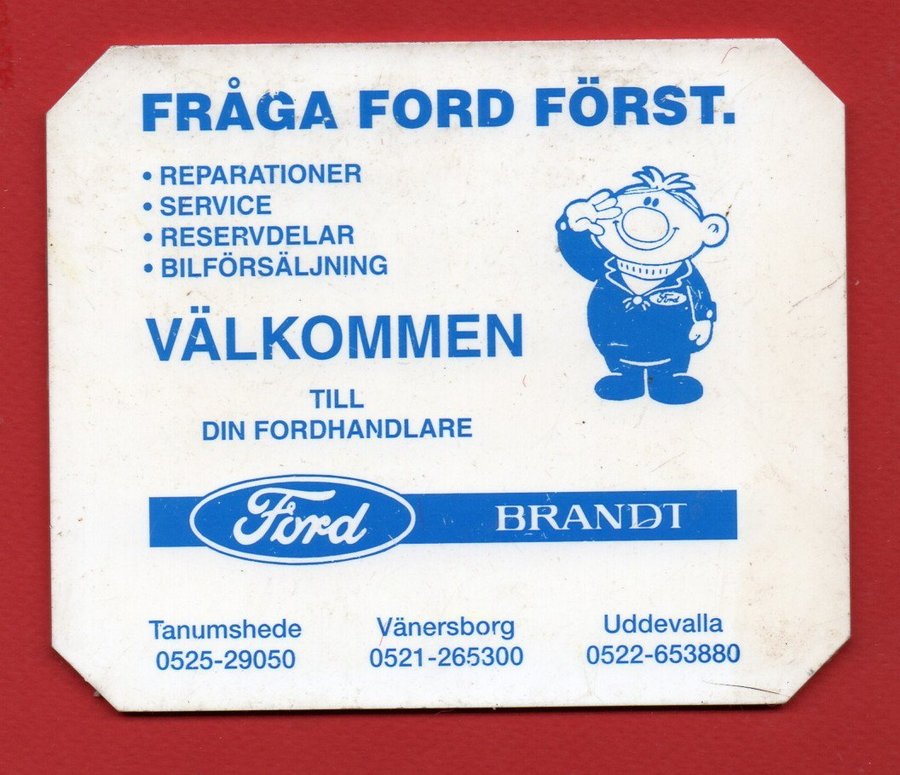 FRÅGA FORD FÖRST.
• REPARATIONER
• SERVICE
• RESERVDELAR
• BILFÖRSÄLJNING
Ford
VÄLKOMMEN
TILL
DIN FORDHANDLARE
Ford BRANDT
Tanumshede Vänersborg Uddevalla
0525-29050 0521-265300 0522-653880